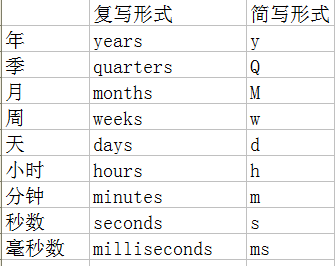 复写形式 简写形式
年 years y
季 quarters Q
月 months M
周 weeks w
天 days d
小时 hours h
分钟 minutes m
秒数 seconds s
毫秒数 milliseconds ms